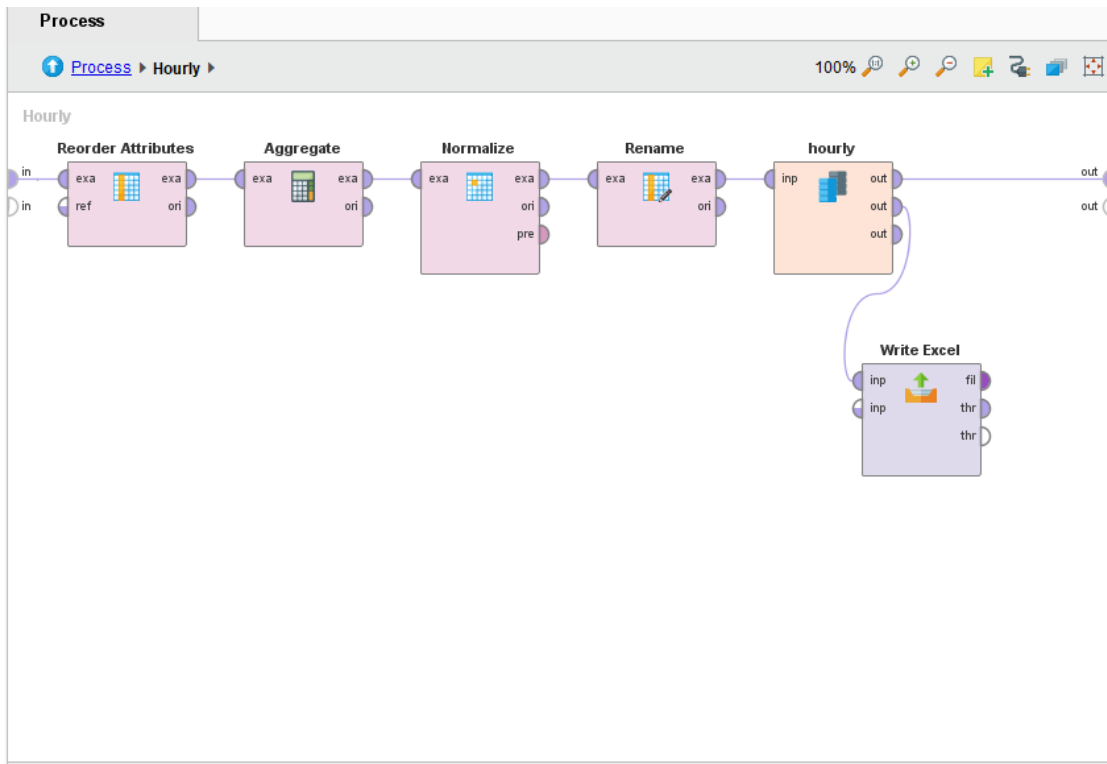 Process
Process Hourly
100%
Hourly
Reorder Attributes Aggregate Normalize Rename hourly
in exa exa exa exa exa exa exa exa inp out out
in ref ori ori ori ori out out
pre out
Write Excel
inp fil
inp thr
thr